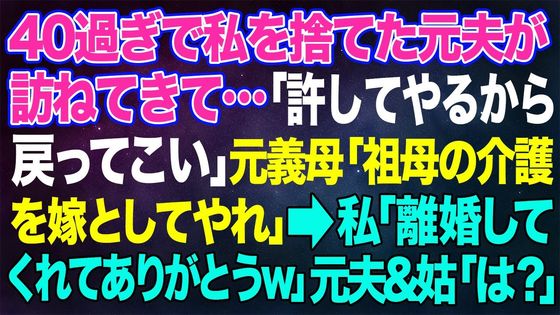 40過ぎで私を捨てた元夫が
訪ねてきて…「許してやるから
戻ってこい」元義母「祖母の介護
を嫁としてやれ」➡私「離婚して
くれてありがとうw」元夫&姑「は?」